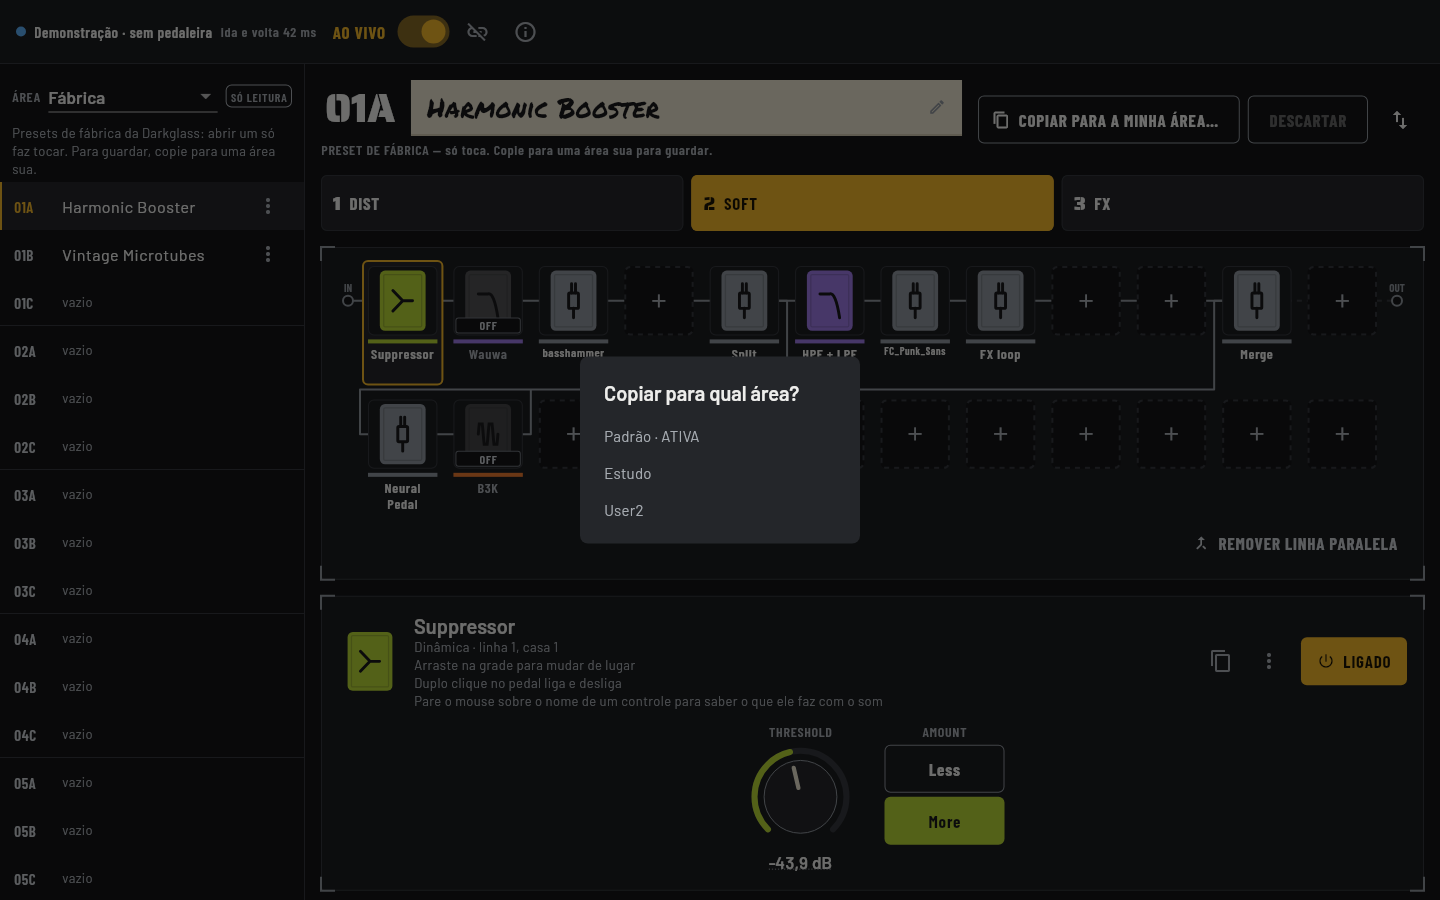 Demonstração · sem pedaleira Ida e volta 42 ms AO VIVO
ÁREA Fábrica SÓ LEITURA
Presets de fábrica da Darkglass: abrir um só
faz tocar. Para guardar, copie para uma área
sua.
01A Harmonic Booster
01B Vintage Microtubes
01C vazio
02A vazio
02B vazio
02C vazio
03A vazio
03B vazio
03C vazio
04A vazio
04B vazio
04C vazio
05A vazio
05B vazio
05C vazio
01A Harmonic Booster
COPIAR PARA A MINHA ÁREA...
DESCARTAR
PRESET DE FÁBRICA — só toca. Copie para uma área sua para guardar.
1 DIST
2 SOFT
3 FX
IN
OUT
OFF
Suppressor
Wauwa
basshammer
Split
HPF + LPF
FC_Punk_Sans
FX loop
Merge
Copiar para qual área?
Padrão · ATIVA
Estudo
User2
OFF
Neural
Pedal
B3K
REMOVER LINHA PARALELA
Suppressor
Dinâmica · linha 1, casa 1
Arraste na grade para mudar de lugar
Duplo clique no pedal liga e desliga
Pare o mouse sobre o nome de um controle para saber o que ele faz com o som
LIGADO
THRESHOLD
AMOUNT
Less
More
-43,9 dB